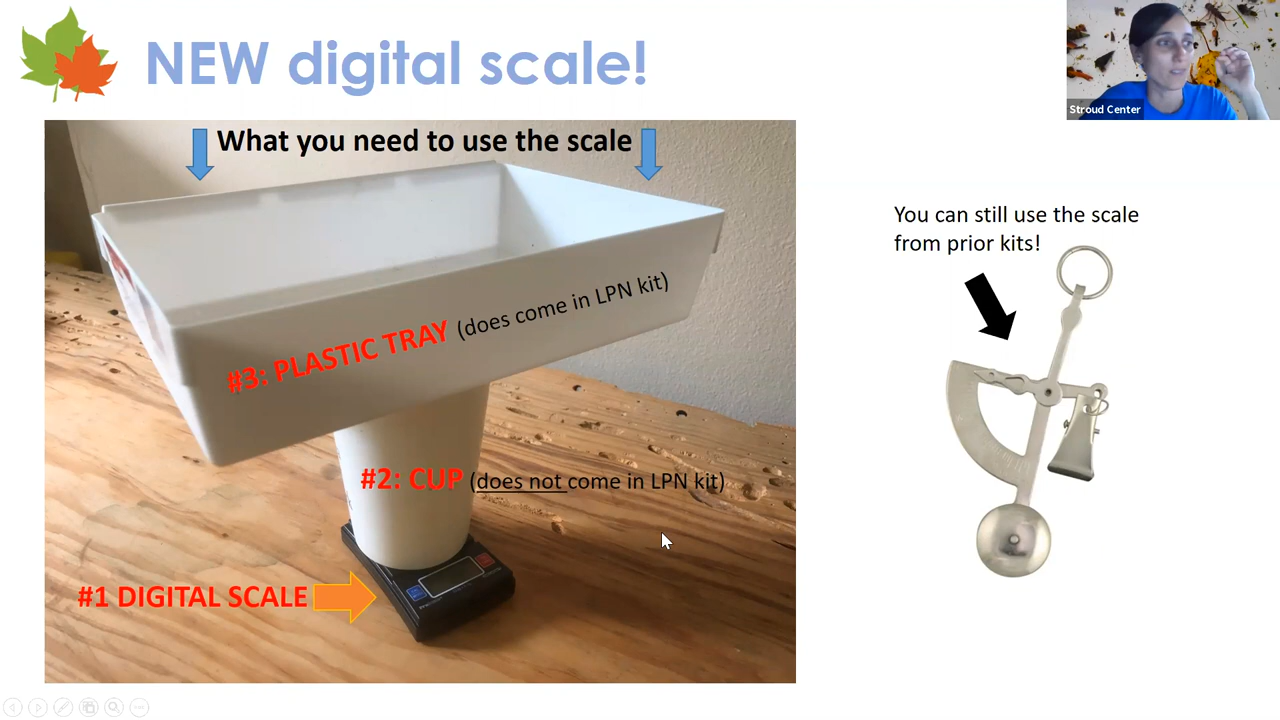 NEW digital scale!
Stroud Center
What you need to use the scale
You can still use the scale
from prior kits!
#3: PLASTIC TRAY (does come in LPN kit)
#2: CUP (does not come in LPN kit)
#1 DIGITAL SCALE